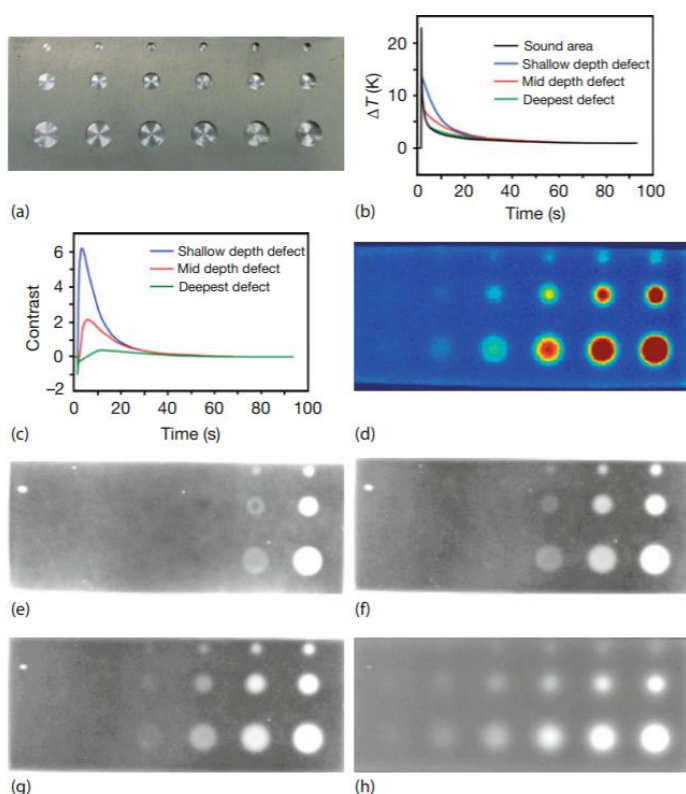 20
10
0
ΔT (K)
Sound area
Shallow depth defect
Mid depth defect
Deepest defect
0 20 40 60 80 100
Time (s)
(a)
(b)
6
4
2
0
−2
Contrast
Shallow depth defect
Mid depth defect
Deepest defect
0 20 40 60 80 100
Time (s)
(c)
(d)
(e)
(f)
(g)
(h)